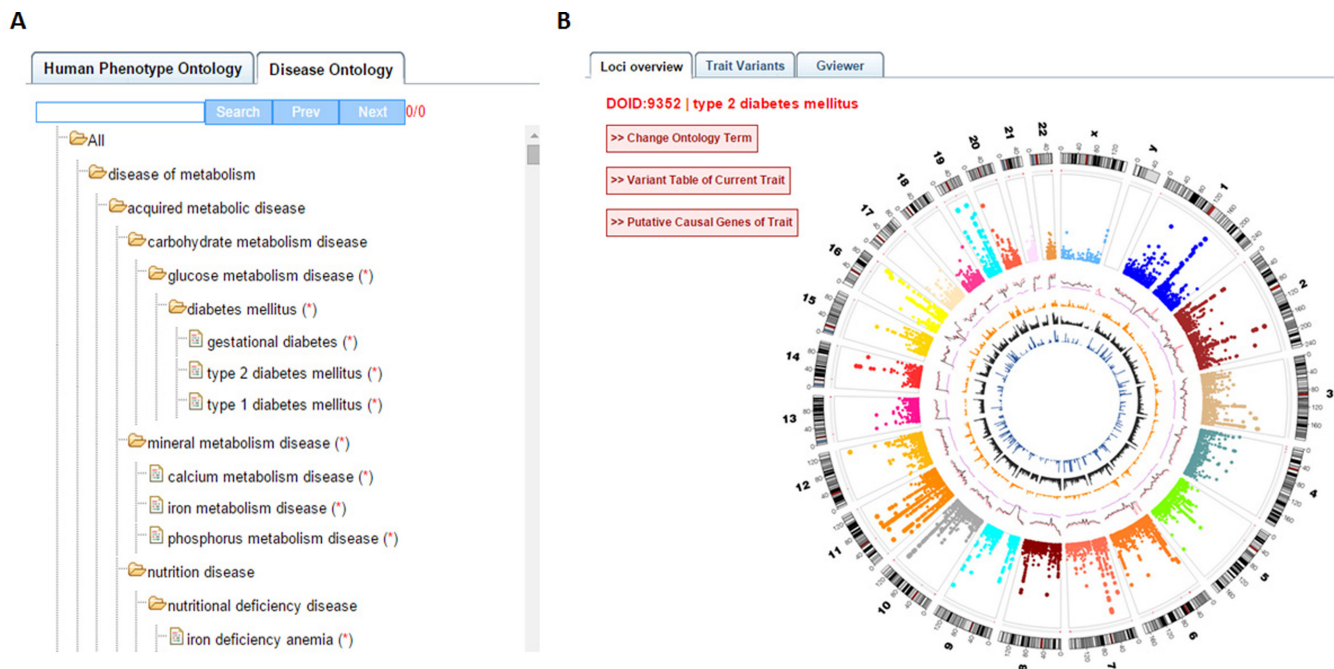 A
Human Phenotype Ontology
Disease Ontology
Search
Prev
Next
0/0
All
disease of metabolism
acquired metabolic disease
carbohydrate metabolism disease
glucose metabolism disease (*)
diabetes mellitus (*)
gestational diabetes (*)
type 2 diabetes mellitus (*)
type 1 diabetes mellitus (*)
mineral metabolism disease (*)
calcium metabolism disease (*)
iron metabolism disease (*)
phosphorus metabolism disease (*)
nutrition disease
nutritional deficiency disease
iron deficiency anemia (*)
B
Loci overview
Trait Variants
Gviewer
DOID:9352 | type 2 diabetes mellitus
>> Change Ontology Term
>> Variant Table of Current Trait
>> Putative Causal Genes of Trait
x
y
1
2
3
4
5
6
7
8
9
10
11
12
13
14
15
16
17
18
19
20
21
22